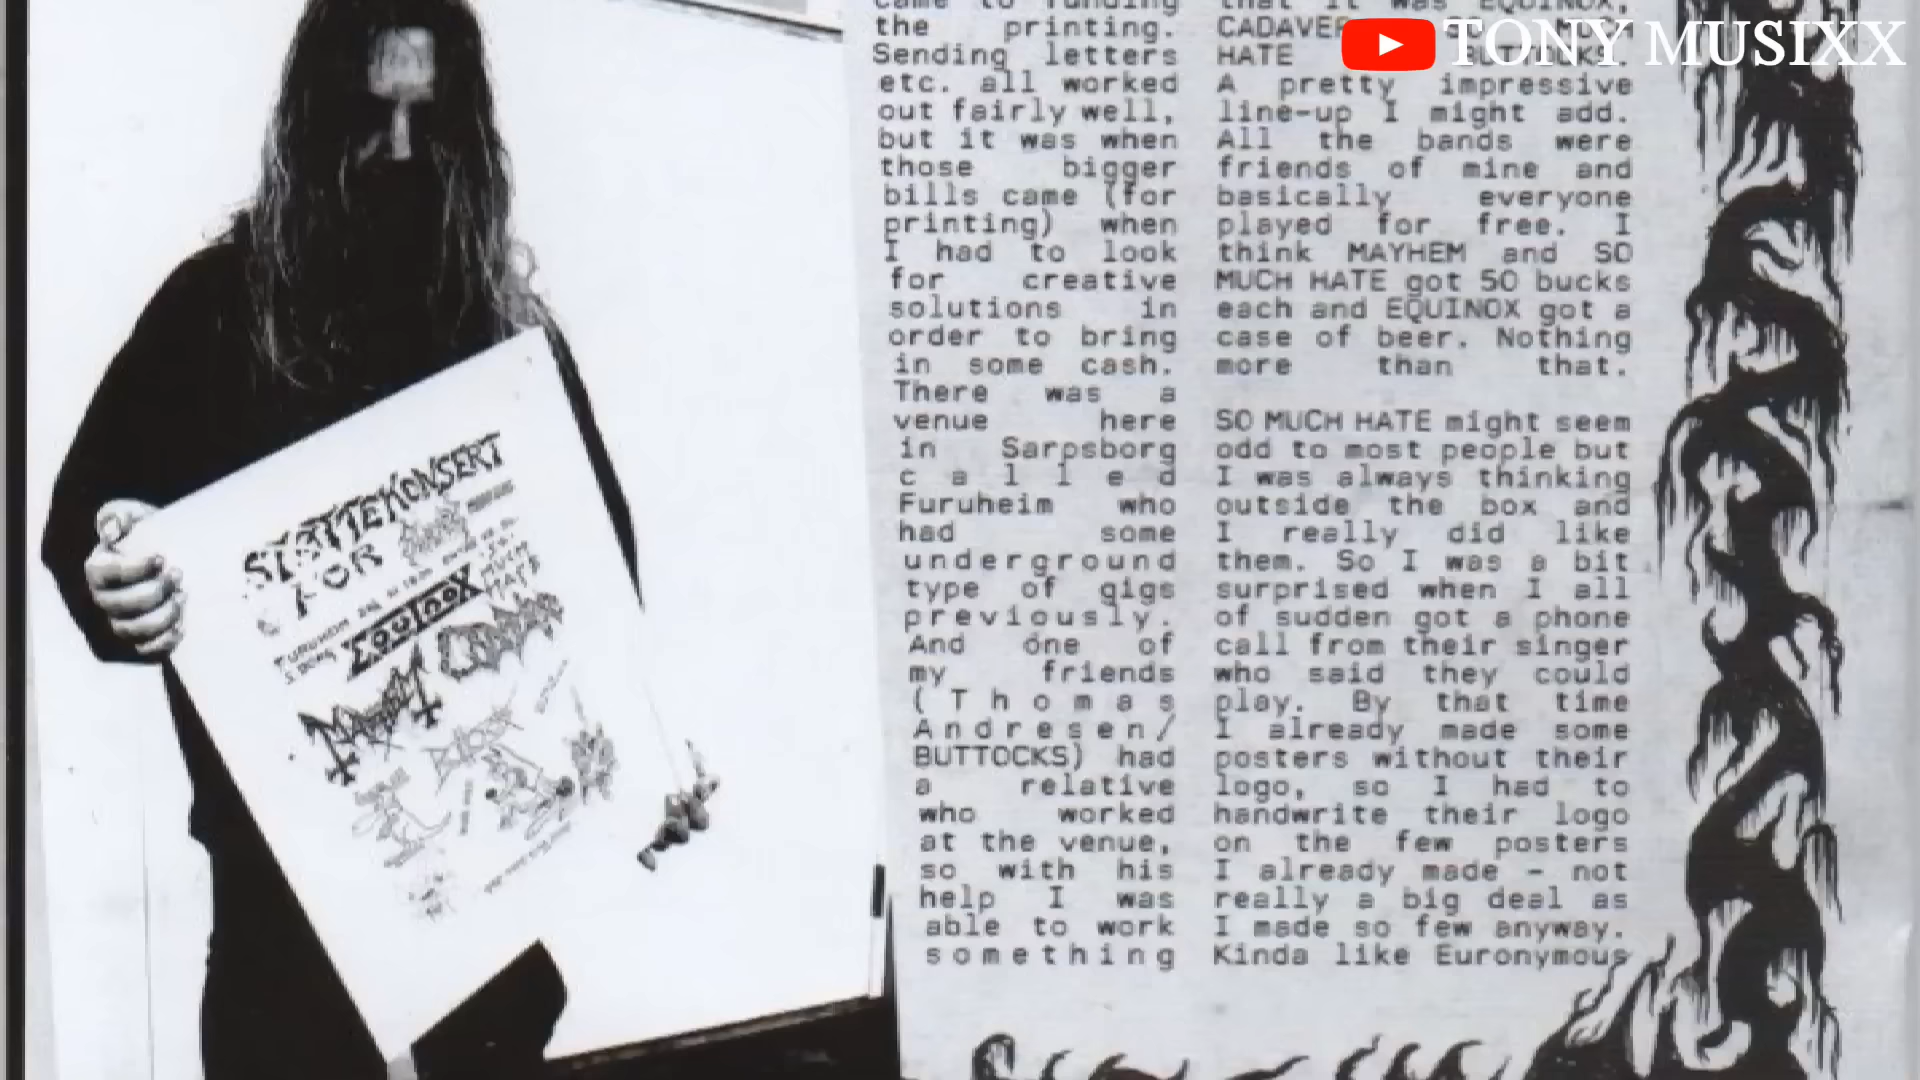 TONY MUSIXX
came to funding
the printing.
Sending letters
etc. all worked
out fairly well,
but it was when
those bigger
bills came (for
printing) when
I had to look
for creative
solutions in
order to bring
in some cash.
There was a
venue here
in Sarpsborg
called
Furuheim who
had some
underground
type of gigs
previously.
And one of
my friends
(Thomas
Andresen/
BUTTOCKS) had
a relative
who worked
at the venue,
so with his
help I was
able to work
something
that it was EQUINOX,
CADAVER
HATE BUTTOCKS.
A pretty impressive
line-up I might add.
All the bands were
friends of mine and
basically everyone
played for free. I
think MAYHEM and SO
MUCH HATE got 50 bucks
each and EQUINOX got a
case of beer. Nothing
more than that.
SO MUCH HATE might seem
odd to most people but
I was always thinking
outside the box and
I really did like
them. So I was a bit
surprised when I all
of sudden got a phone
call from their singer
who said they could
play. By that time
I already made some
posters without their
logo, so I had to
handwrite their logo
on the few posters
I already made - not
really a big deal as
I made so few anyway.
Kinda like Euronymous
STØTTEKONSERT
FOR
EQUINOX
MUCH
HATE
MAYHEM
CADAVER